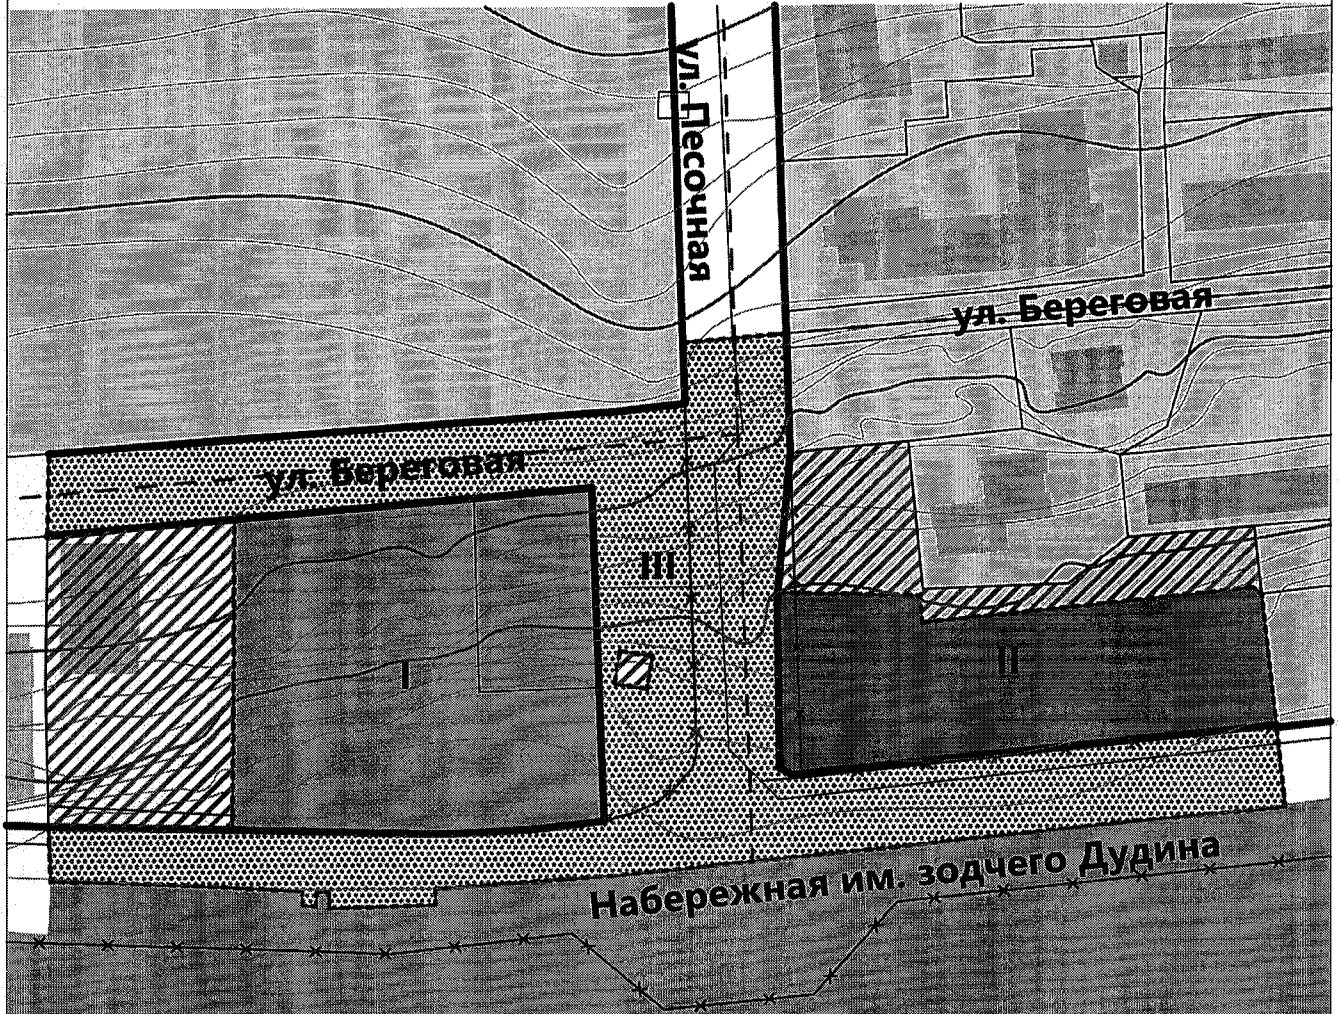 ул. Песочная
ул. Береговая
ул. Береговая
III
I
II
Набережная им. зодчего Дудина